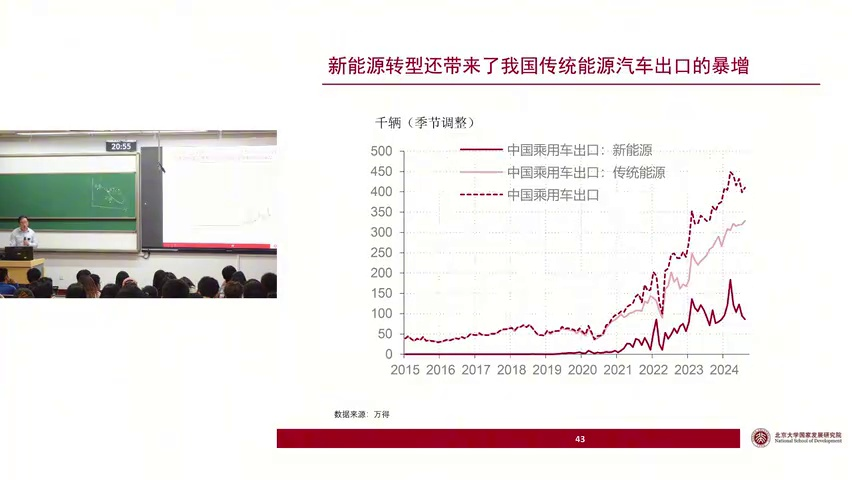 新能源转型还带来了我国传统能源汽车出口的暴增
千辆（季节调整）
中国乘用车出口：新能源
中国乘用车出口：传统能源
中国乘用车出口
500
450
400
350
300
250
200
150
100
50
0
2015 2016 2017 2018 2019 2020 2021 2022 2023 2024
20:55
数据来源：万得
43
北京大学国家发展研究院
National School of Development